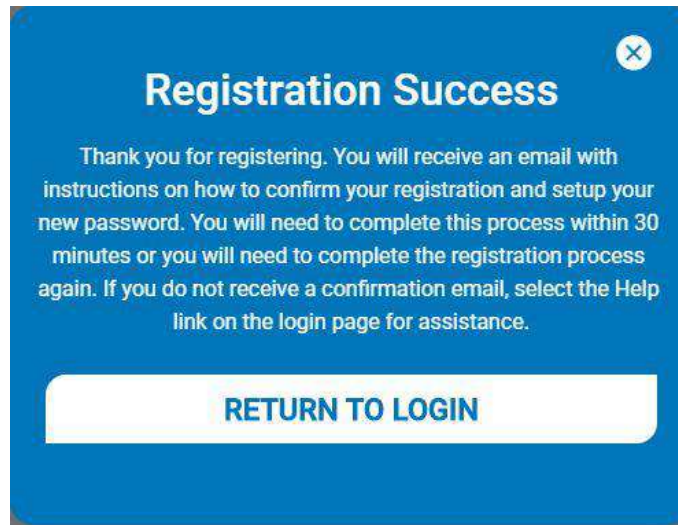 Registration Success
Thank you for registering. You will receive an email with
instructions on how to confirm your registration and setup your
new password. You will need to complete this process within 30
minutes or you will need to complete the registration process
again. If you do not receive a confirmation email, select the Help
link on the login page for assistance.
RETURN TO LOGIN